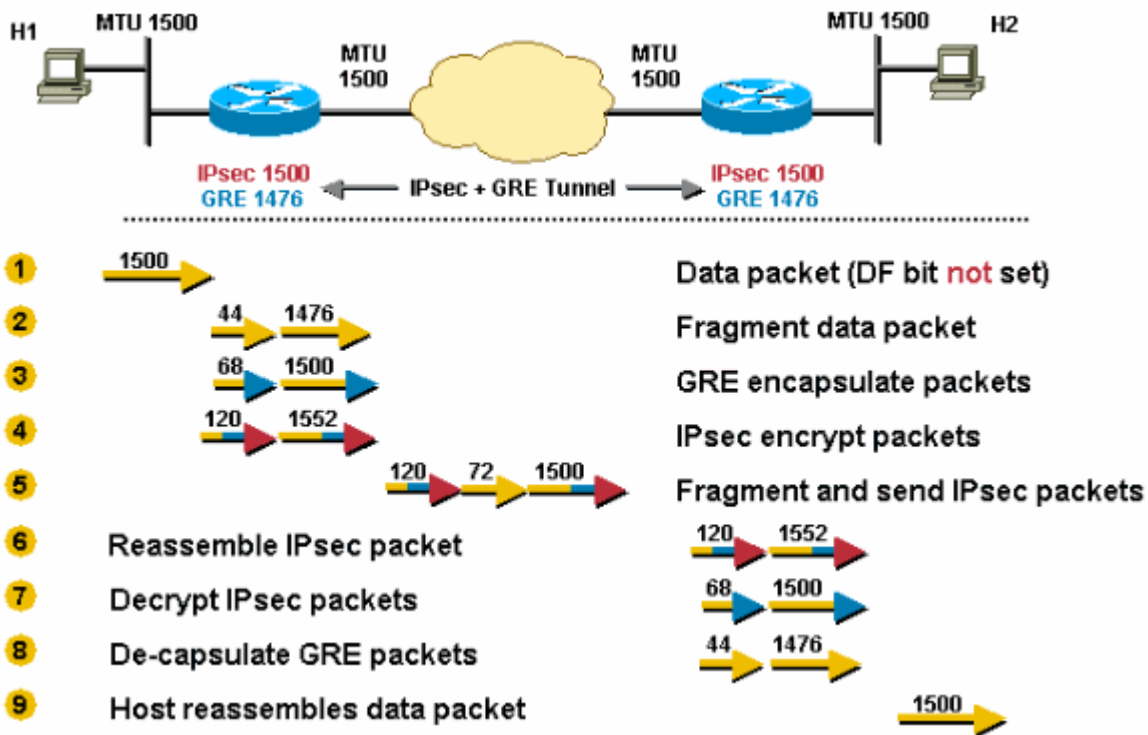 H1
MTU 1500
MTU
1500
MTU
1500
MTU 1500
H2
IPsec 1500
GRE 1476
IPsec + GRE Tunnel
IPsec 1500
GRE 1476
1 1500 Data packet (DF bit not set)
2 44 1476 Fragment data packet
3 68 1500 GRE encapsulate packets
4 120 1552 IPsec encrypt packets
5 120 72 1500 Fragment and send IPsec packets
6 Reassemble IPsec packet 120 1552
7 Decrypt IPsec packets 68 1500
8 De-capsulate GRE packets 44 1476
9 Host reassembles data packet 1500